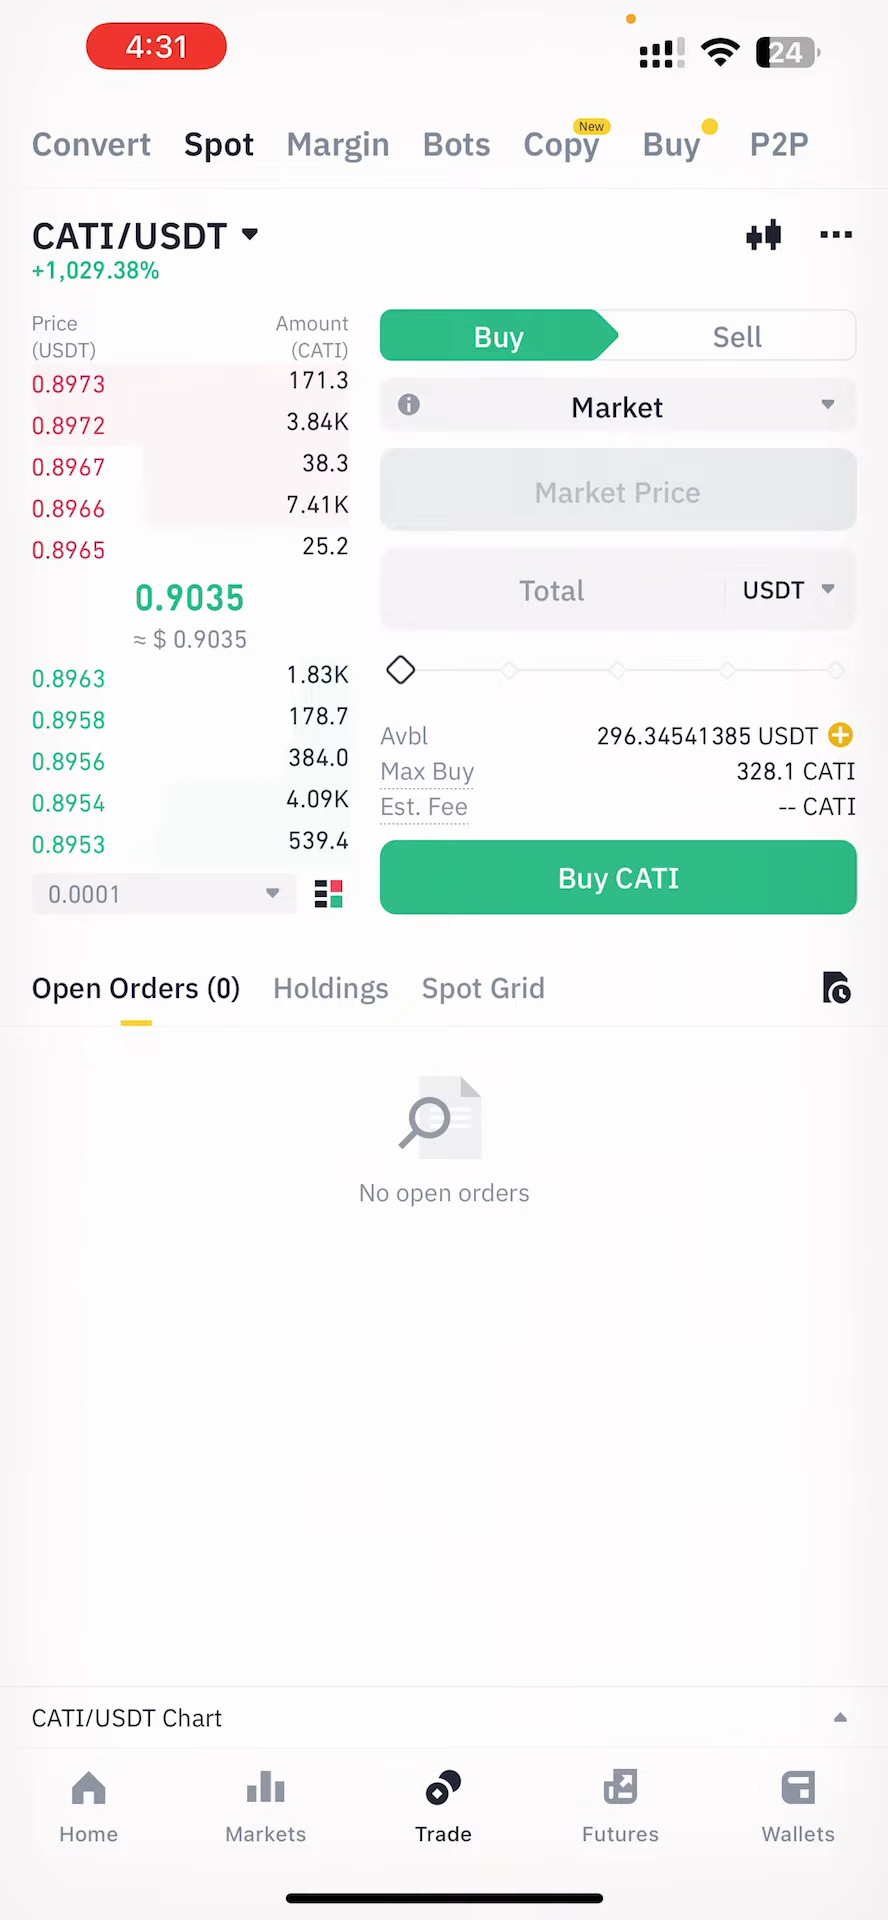 4:31
24
Convert Spot Margin Bots Copy New Buy P2P
CATI/USDT
+1,029.38%
Price Amount
(USDT) (CATI)
0.8973 171.3
0.8972 3.84K
0.8967 38.3
0.8966 7.41K
0.8965 25.2
0.9035
≈ $ 0.9035
0.8963 1.83K
0.8958 178.7
0.8956 384.0
0.8954 4.09K
0.8953 539.4
0.0001
Buy Sell
Market
Market Price
Total USDT
Avbl 296.34541385 USDT
Max Buy 328.1 CATI
Est. Fee -- CATI
Buy CATI
Open Orders (0) Holdings Spot Grid
No open orders
CATI/USDT Chart
Home Markets Trade Futures Wallets